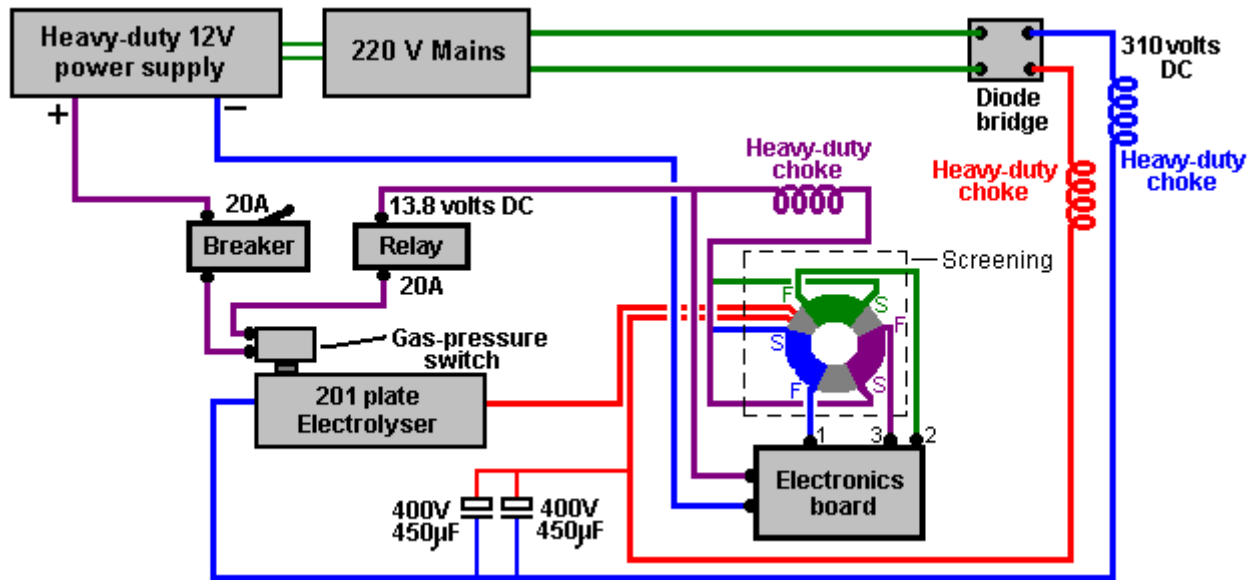 Heavy-duty 12V
power supply
220 V Mains
310 volts
DC
Diode
bridge
+
−
Heavy-duty
choke
Heavy-duty
choke
Heavy-duty
choke
20A
13.8 volts DC
Breaker
Relay
20A
Screening
F
S
F
S
S
F
Gas-pressure
switch
201 plate
Electrolyser
1
3
2
Electronics
board
400V
450µF
400V
450µF